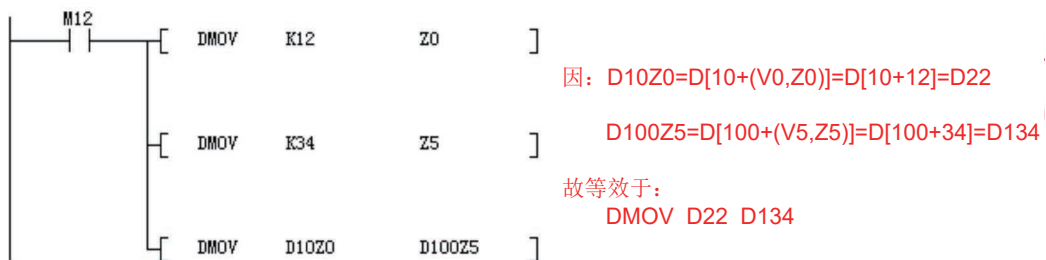 M12
DMOV K12 Z0
因：D10Z0=D[10+(V0,Z0)]=D[10+12]=D22
D100Z5=D[100+(V5,Z5)]=D[100+34]=D134
DMOV K34 Z5
故等效于：
DMOV D22 D134
DMOV D10Z0 D100Z5